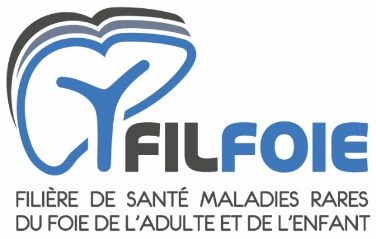 FILFOIE
FILIÈRE DE SANTÉ MALADIES RARES
DU FOIE DE L'ADULTE ET DE L'ENFANT